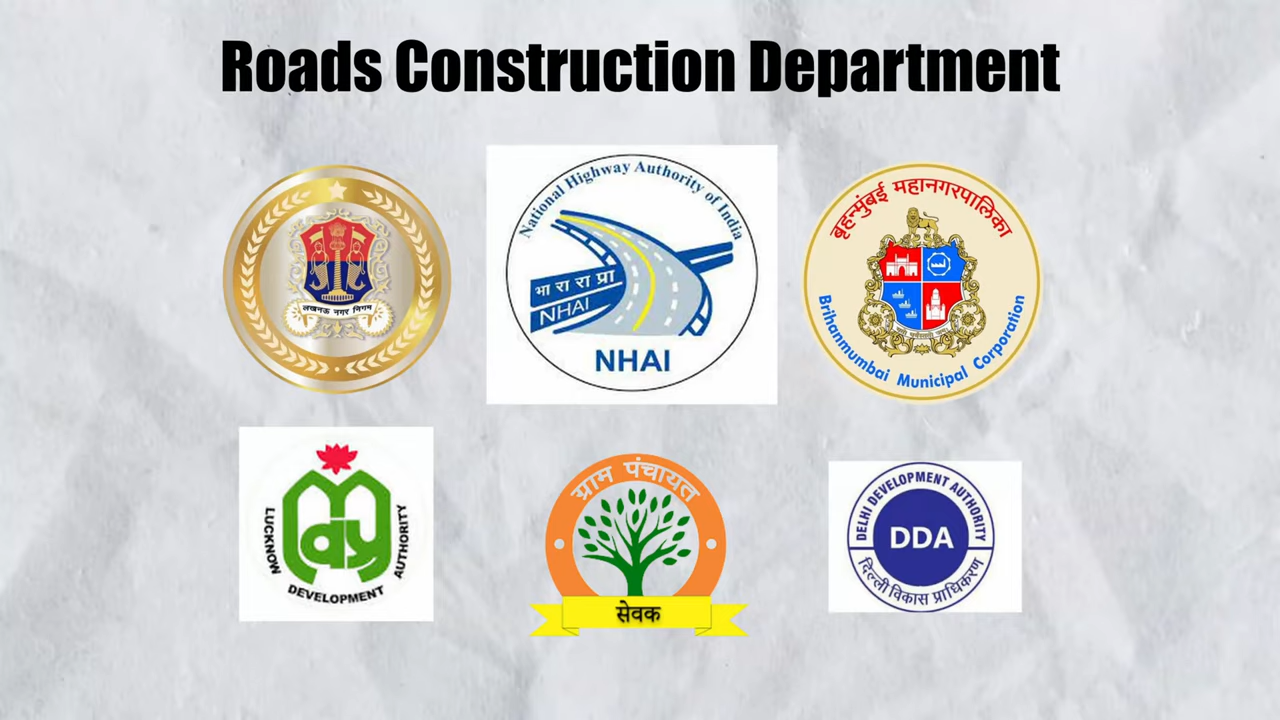 Roads Construction Department
लखनऊ नगर निगम
National Highway Authority of India
भा रा रा प्रा
NHAI
NHAI
बृहन्मुंबई महानगरपालिका
Brihanmumbai Municipal Corporation
LUCKNOW DEVELOPMENT AUTHORITY
ग्राम पंचायत
सेवक
DELHI DEVELOPMENT AUTHORITY
DDA
दिल्ली विकास प्राधिकरण